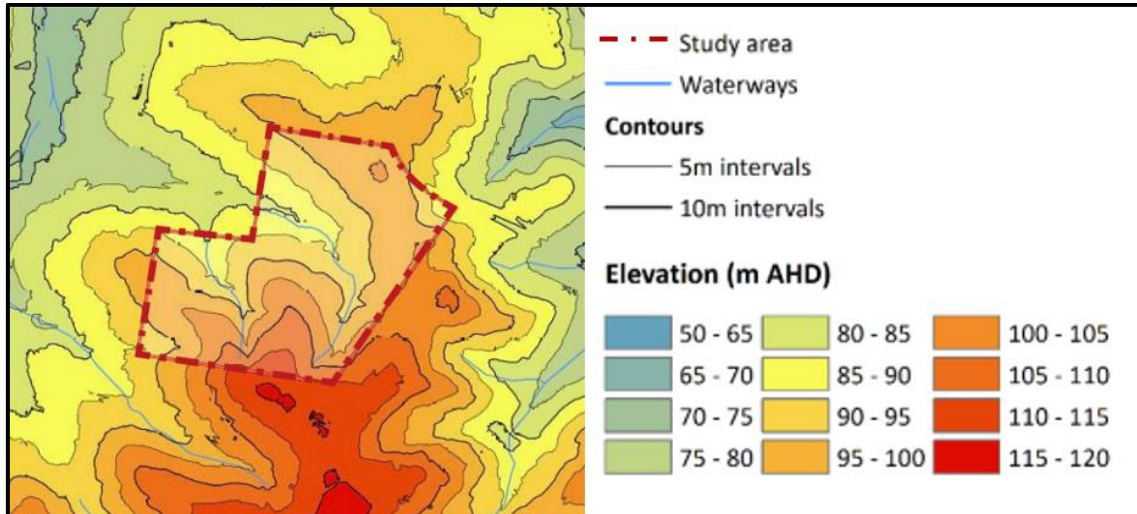 Study area
Waterways
Contours
5m intervals
10m intervals
Elevation (m AHD)
50 - 65 80 - 85 100 - 105
65 - 70 85 - 90 105 - 110
70 - 75 90 - 95 110 - 115
75 - 80 95 - 100 115 - 120